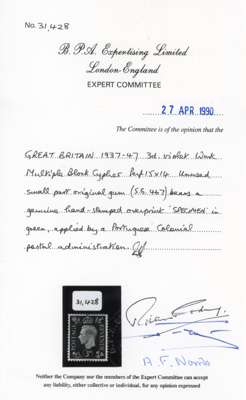 No. 31,428
B.P.A. Expertising Limited
London-England
EXPERT COMMITTEE
27 APR 1990
The Committee is of the opinion that the
GREAT BRITAIN 1937-47 3d. violet Wmk
Multiple Block Cypher Perf 15x14 Unused
small part original gum (S.G. 467) bears a
genuine hand-stamped overprint 'SPECIMEN' in
green, applied by a Portuguese Colonial
postal administration.
31,428
A. F. Norris
Neither the Company nor the members of the Expert Committee can accept
any liability, either collective or individual, for any opinion expressed